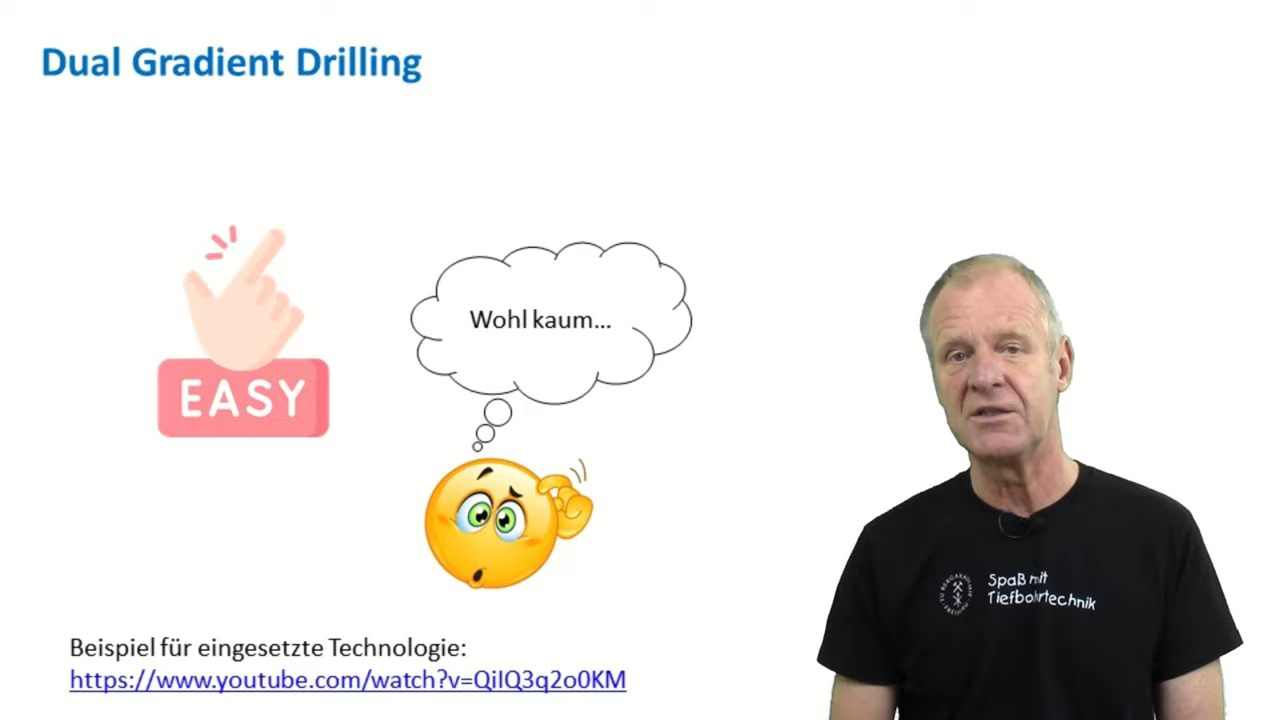 Dual Gradient Drilling
Wohl kaum...
EASY
Spaß mit
Tiefbohrtechnik
Beispiel für eingesetzte Technologie:
https://www.youtube.com/watch?v=QiIQ3q2o0KM